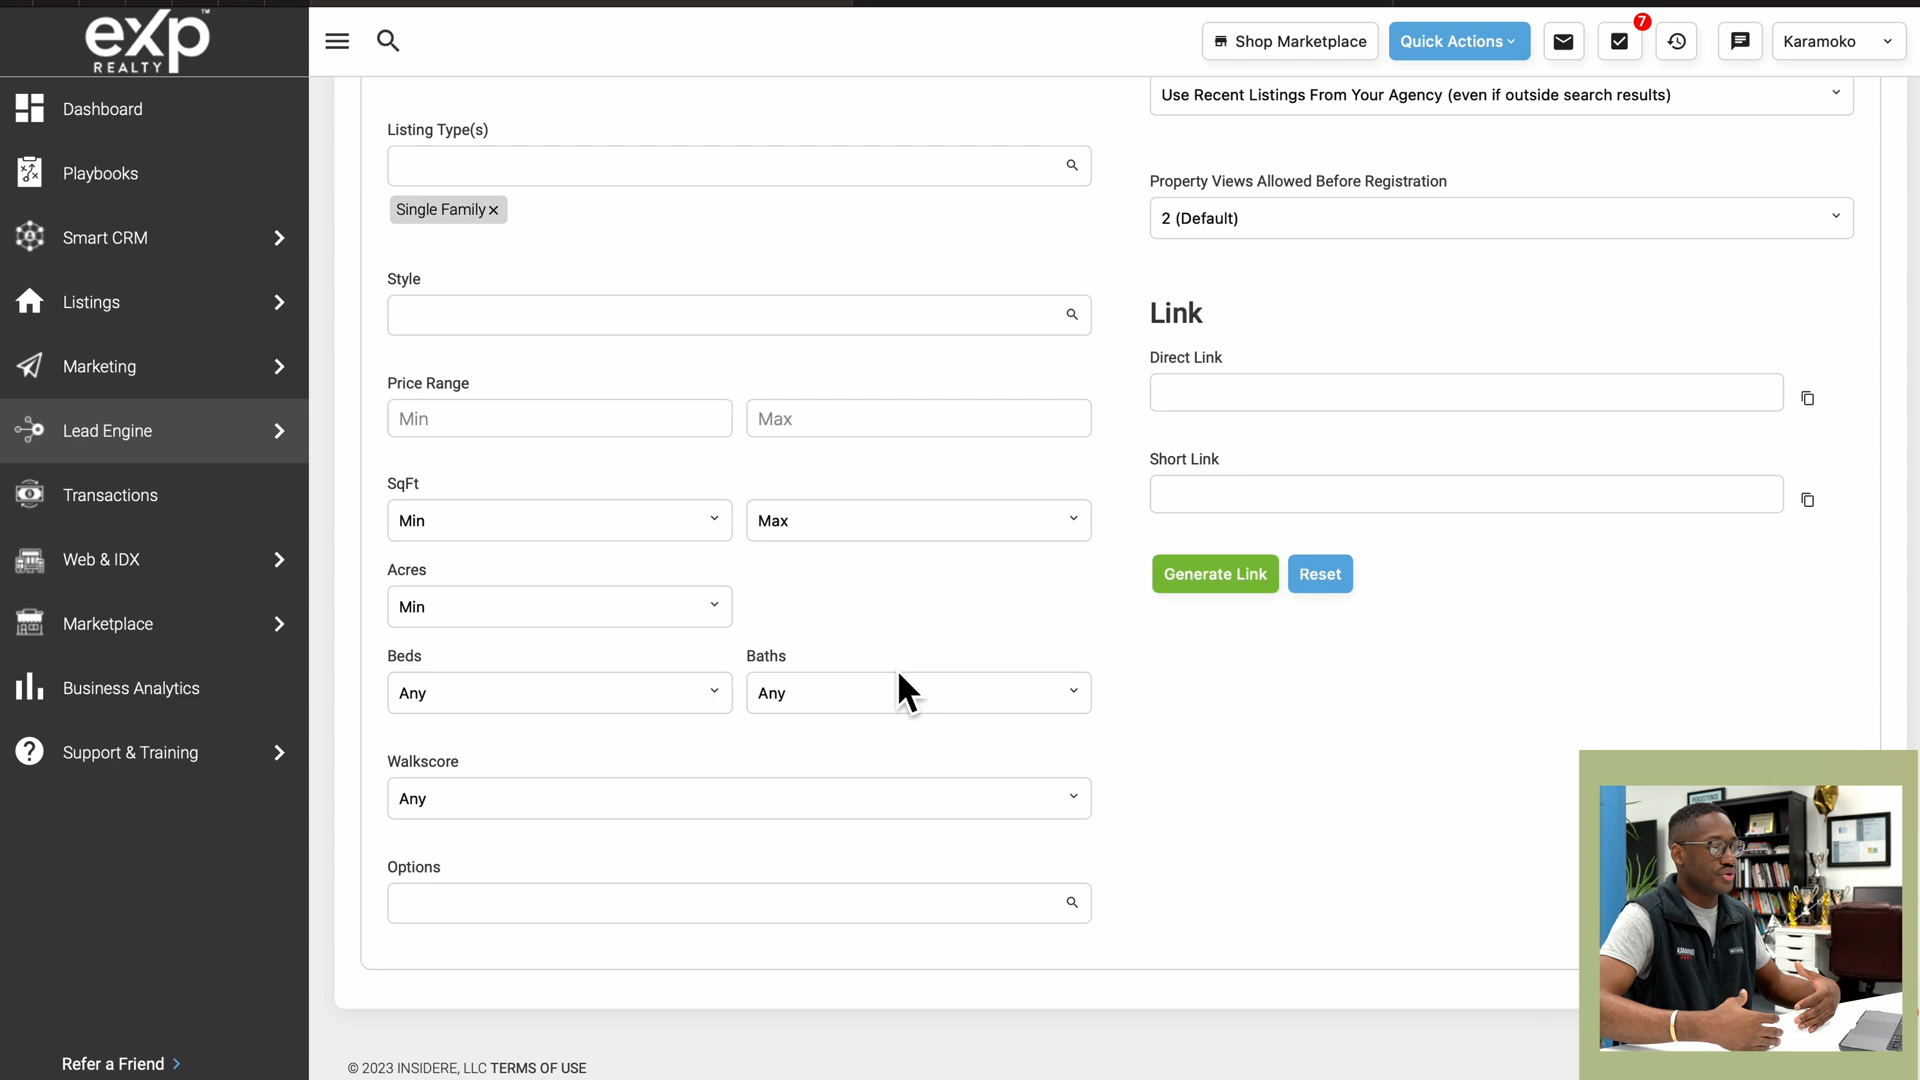 eXp™
REALTY
Shop Marketplace
Quick Actions
7
Karamoko
Dashboard
Playbooks
Smart CRM
Listings
Marketing
Lead Engine
Transactions
Web & IDX
Marketplace
Business Analytics
Support & Training
Refer a Friend
Listing Type(s)
Single Family
Style
Price Range
Min
Max
SqFt
Min
Max
Acres
Min
Beds
Baths
Any
Any
Walkscore
Any
Options
Use Recent Listings From Your Agency (even if outside search results)
Property Views Allowed Before Registration
2 (Default)
Link
Direct Link
Short Link
Generate Link
Reset
© 2023 INSIDERE, LLC TERMS OF USE
PERSISTENCE